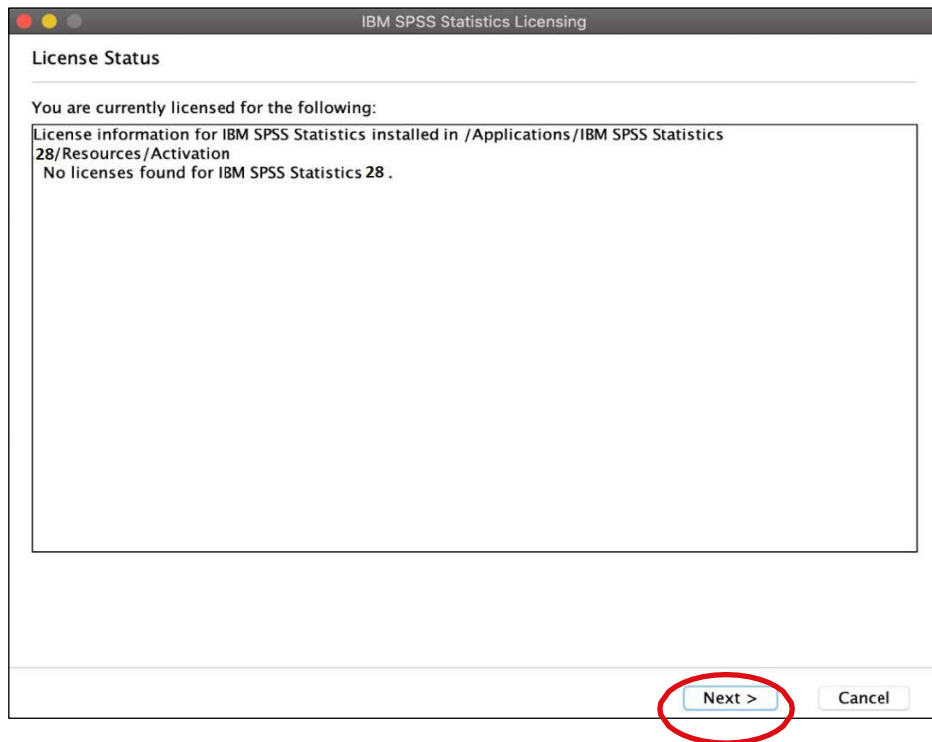 IBM SPSS Statistics Licensing
License Status
You are currently licensed for the following:
License information for IBM SPSS Statistics installed in /Applications/IBM SPSS Statistics
28/Resources/Activation
No licenses found for IBM SPSS Statistics 28 .
Next > Cancel